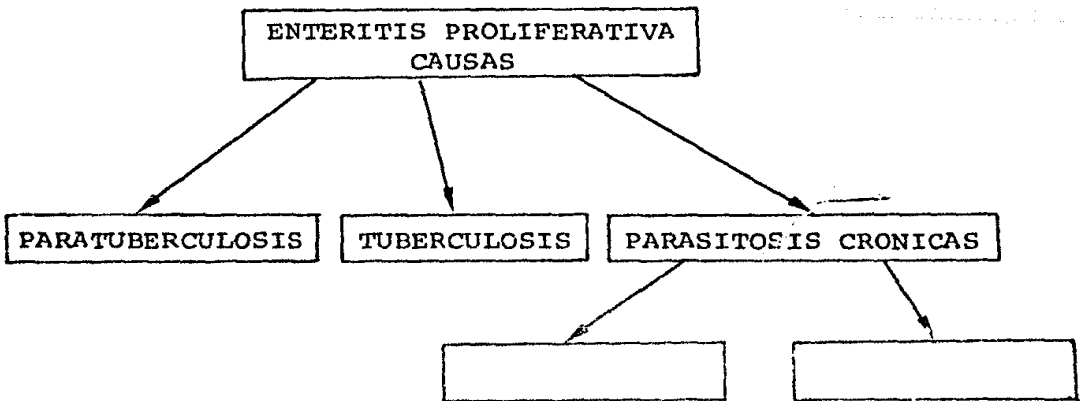 ENTERITIS PROLIFERATIVA
CAUSAS
PARATUBERCULOSIS
TUBERCULOSIS
PARASITOSIS CRONICAS